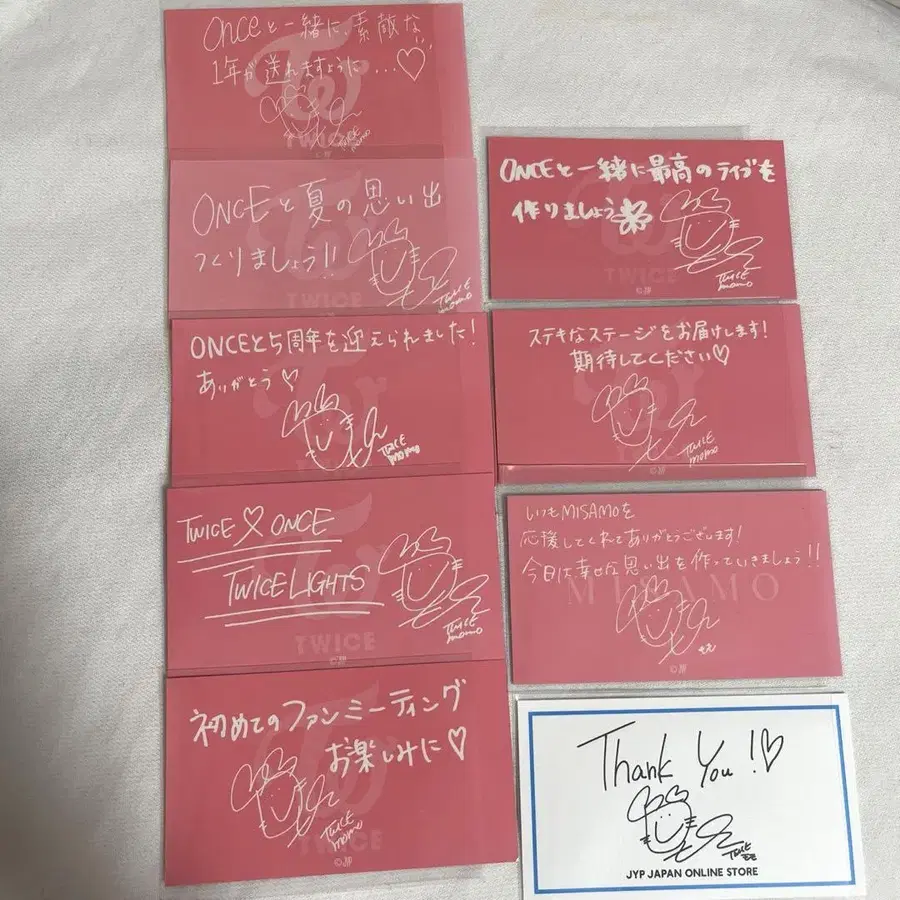 onceと一緒に、素敵な
1年が送れますように…♡
TWICE
momo
TWICE
©JYP
ONCEと夏の思い出
つくりましょう!!
TWICE
momo
TWICE
ONCEと5周年を迎えられました!
ありがとう♡
TWICE
momo
TWICE♡ONCE
TWICELIGHTS
TWICE
momo
TWICE
©JYP
初めてのファンミーティング
お楽しみに♡
TWICE
momo
TWICE
©JYP
ONCEと一緒に最高のライブを
作りましょう
TWICE
momo
©JYP
ステキなステージをお届けします!
期待してください♡
TWICE
momo
©JYP
いつもMISAMOを
応援してくれてありがとうございます!
今日は幸せな思い出を作っていきましょう!!
MISAMO
モモ
©JYP
Thank You!♡
TWICE
モモ
JYP JAPAN ONLINE STORE